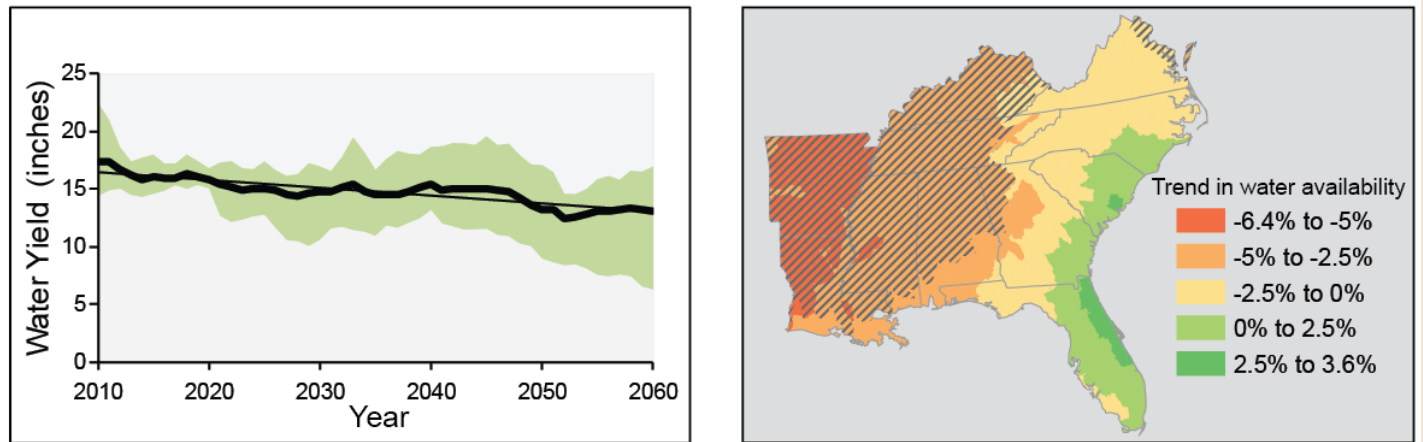 25
20
15
10
5
0
Water Yield (inches)
2010 2020 2030 2040 2050 2060
Year
Trend in water availability
-6.4% to -5%
-5% to -2.5%
-2.5% to 0%
0% to 2.5%
2.5% to 3.6%